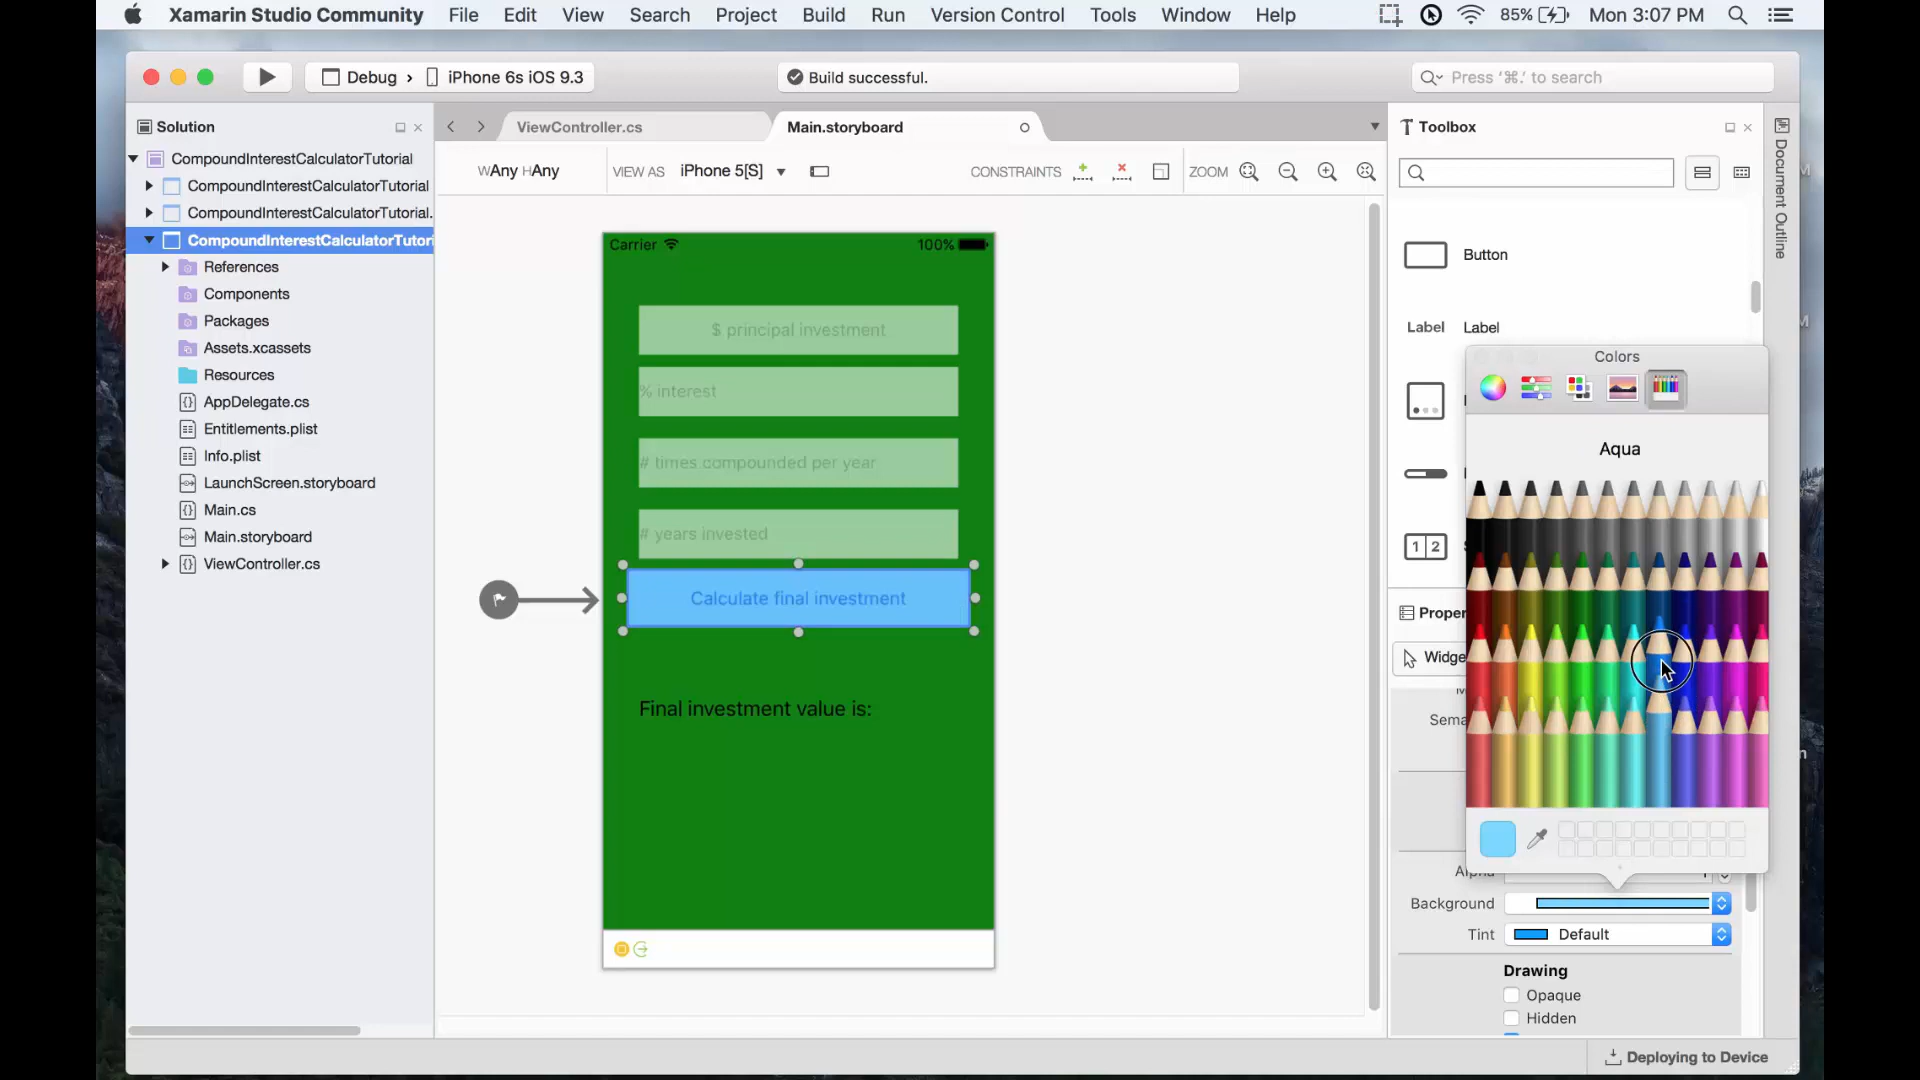 Xamarin Studio Community File Edit View Search Project Build Run Version Control Tools Window Help 85% Mon 3:07 PM
Debug › iPhone 6s iOS 9.3 Build successful. Press '⌘.' to search
Solution ViewController.cs Main.storyboard Toolbox
WAny HAny VIEW AS iPhone 5[S] CONSTRAINTS ZOOM
Document Outline
CompoundInterestCalculatorTutorial
CompoundInterestCalculatorTutorial
CompoundInterestCalculatorTutorial.
CompoundInterestCalculatorTutori
References
Components
Packages
Assets.xcassets
Resources
AppDelegate.cs
Entitlements.plist
Info.plist
LaunchScreen.storyboard
Main.cs
Main.storyboard
ViewController.cs
Carrier 100%
$ principal investment
% interest
# times compounded per year
# years invested
Calculate final investment
Final investment value is:
Button
Label Label
1 2
Colors
Aqua
Proper
Widge
Sema
Background
Tint Default
Drawing
Opaque
Hidden
Deploying to Device